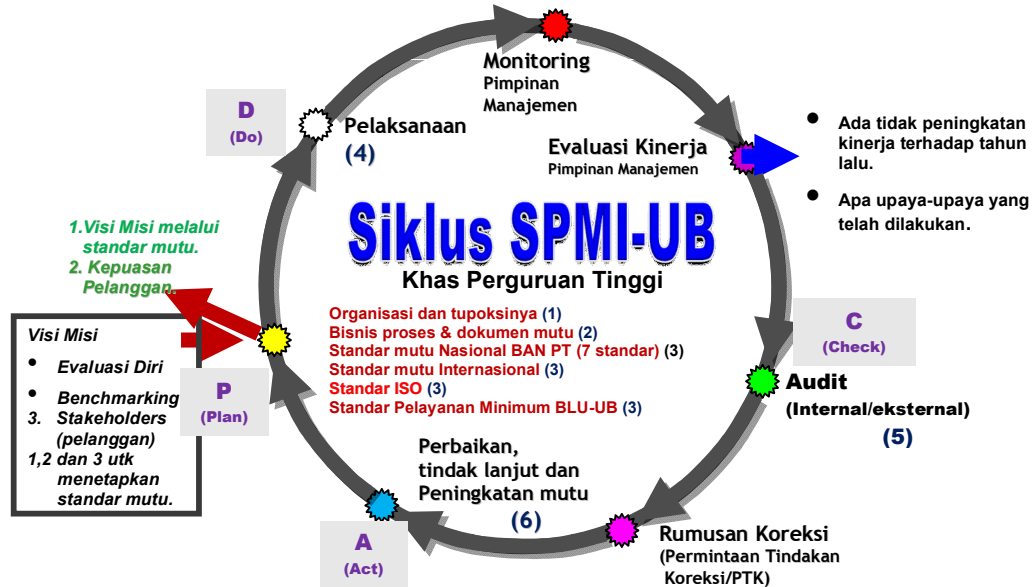 Monitoring
Pimpinan
Manajemen
D
(Do)
Pelaksanaan
(4)
Evaluasi Kinerja
Pimpinan Manajemen
• Ada tidak peningkatan
kinerja terhadap tahun
lalu.
• Apa upaya-upaya yang
telah dilakukan.
Siklus SPMI-UB
Khas Perguruan Tinggi
1.Visi Misi melalui
standar mutu.
2. Kepuasan
Pelanggan.
Organisasi dan tupoksinya (1)
Bisnis proses & dokumen mutu (2)
Standar mutu Nasional BAN PT (7 standar) (3)
Standar mutu Internasional (3)
Standar ISO (3)
Standar Pelayanan Minimum BLU-UB (3)
Visi Misi
• Evaluasi Diri
• Benchmarking
3. Stakeholders
(pelanggan)
1,2 dan 3 utk
menetapkan
standar mutu.
P
(Plan)
C
(Check)
Audit
(Internal/eksternal)
(5)
Perbaikan,
tindak lanjut dan
Peningkatan mutu
(6)
A
(Act)
Rumusan Koreksi
(Permintaan Tindakan
Koreksi/PTK)